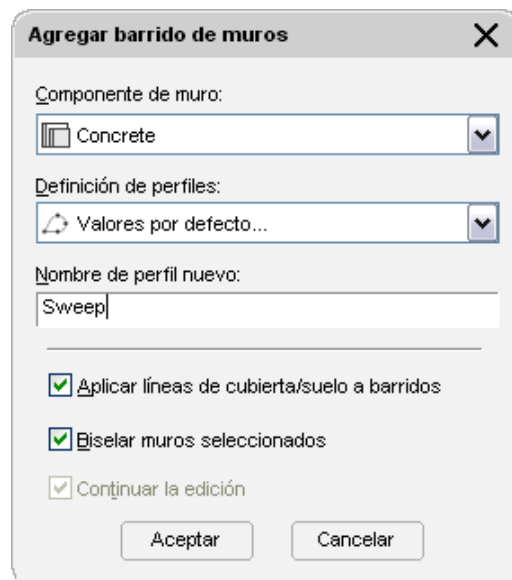 Agregar barrido de muros
Componente de muro:
Concrete
Definición de perfiles:
Valores por defecto...
Nombre de perfil nuevo:
Sweep
Aplicar líneas de cubierta/suelo a barridos
Biselar muros seleccionados
Continuar la edición
Aceptar Cancelar